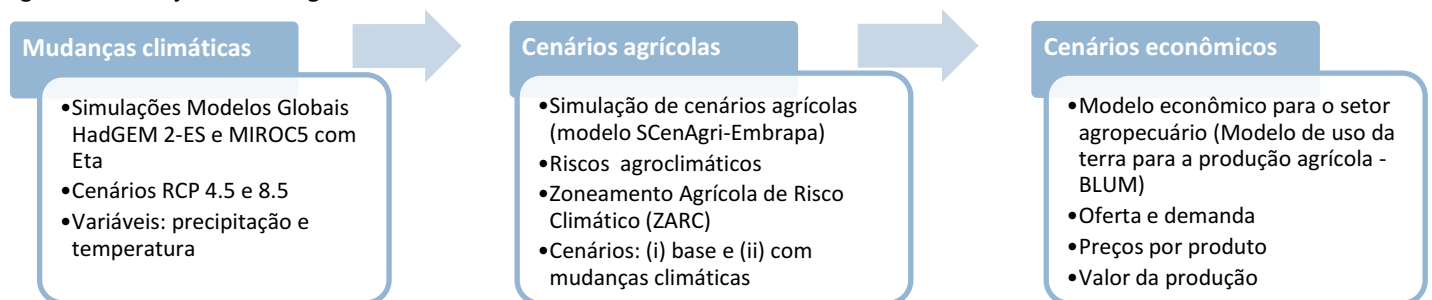 Mudanças climáticas
•Simulações Modelos Globais
HadGEM 2-ES e MIROC5 com
Eta
•Cenários RCP 4.5 e 8.5
•Variáveis: precipitação e
temperatura
Cenários agrícolas
•Simulação de cenários agrícolas
(modelo SCenAgri-Embrapa)
•Riscos agroclimáticos
•Zoneamento Agrícola de Risco
Climático (ZARC)
•Cenários: (i) base e (ii) com
mudanças climáticas
Cenários econômicos
•Modelo econômico para o setor
agropecuário (Modelo de uso da
terra para a produção agrícola -
BLUM)
•Oferta e demanda
•Preços por produto
•Valor da produção